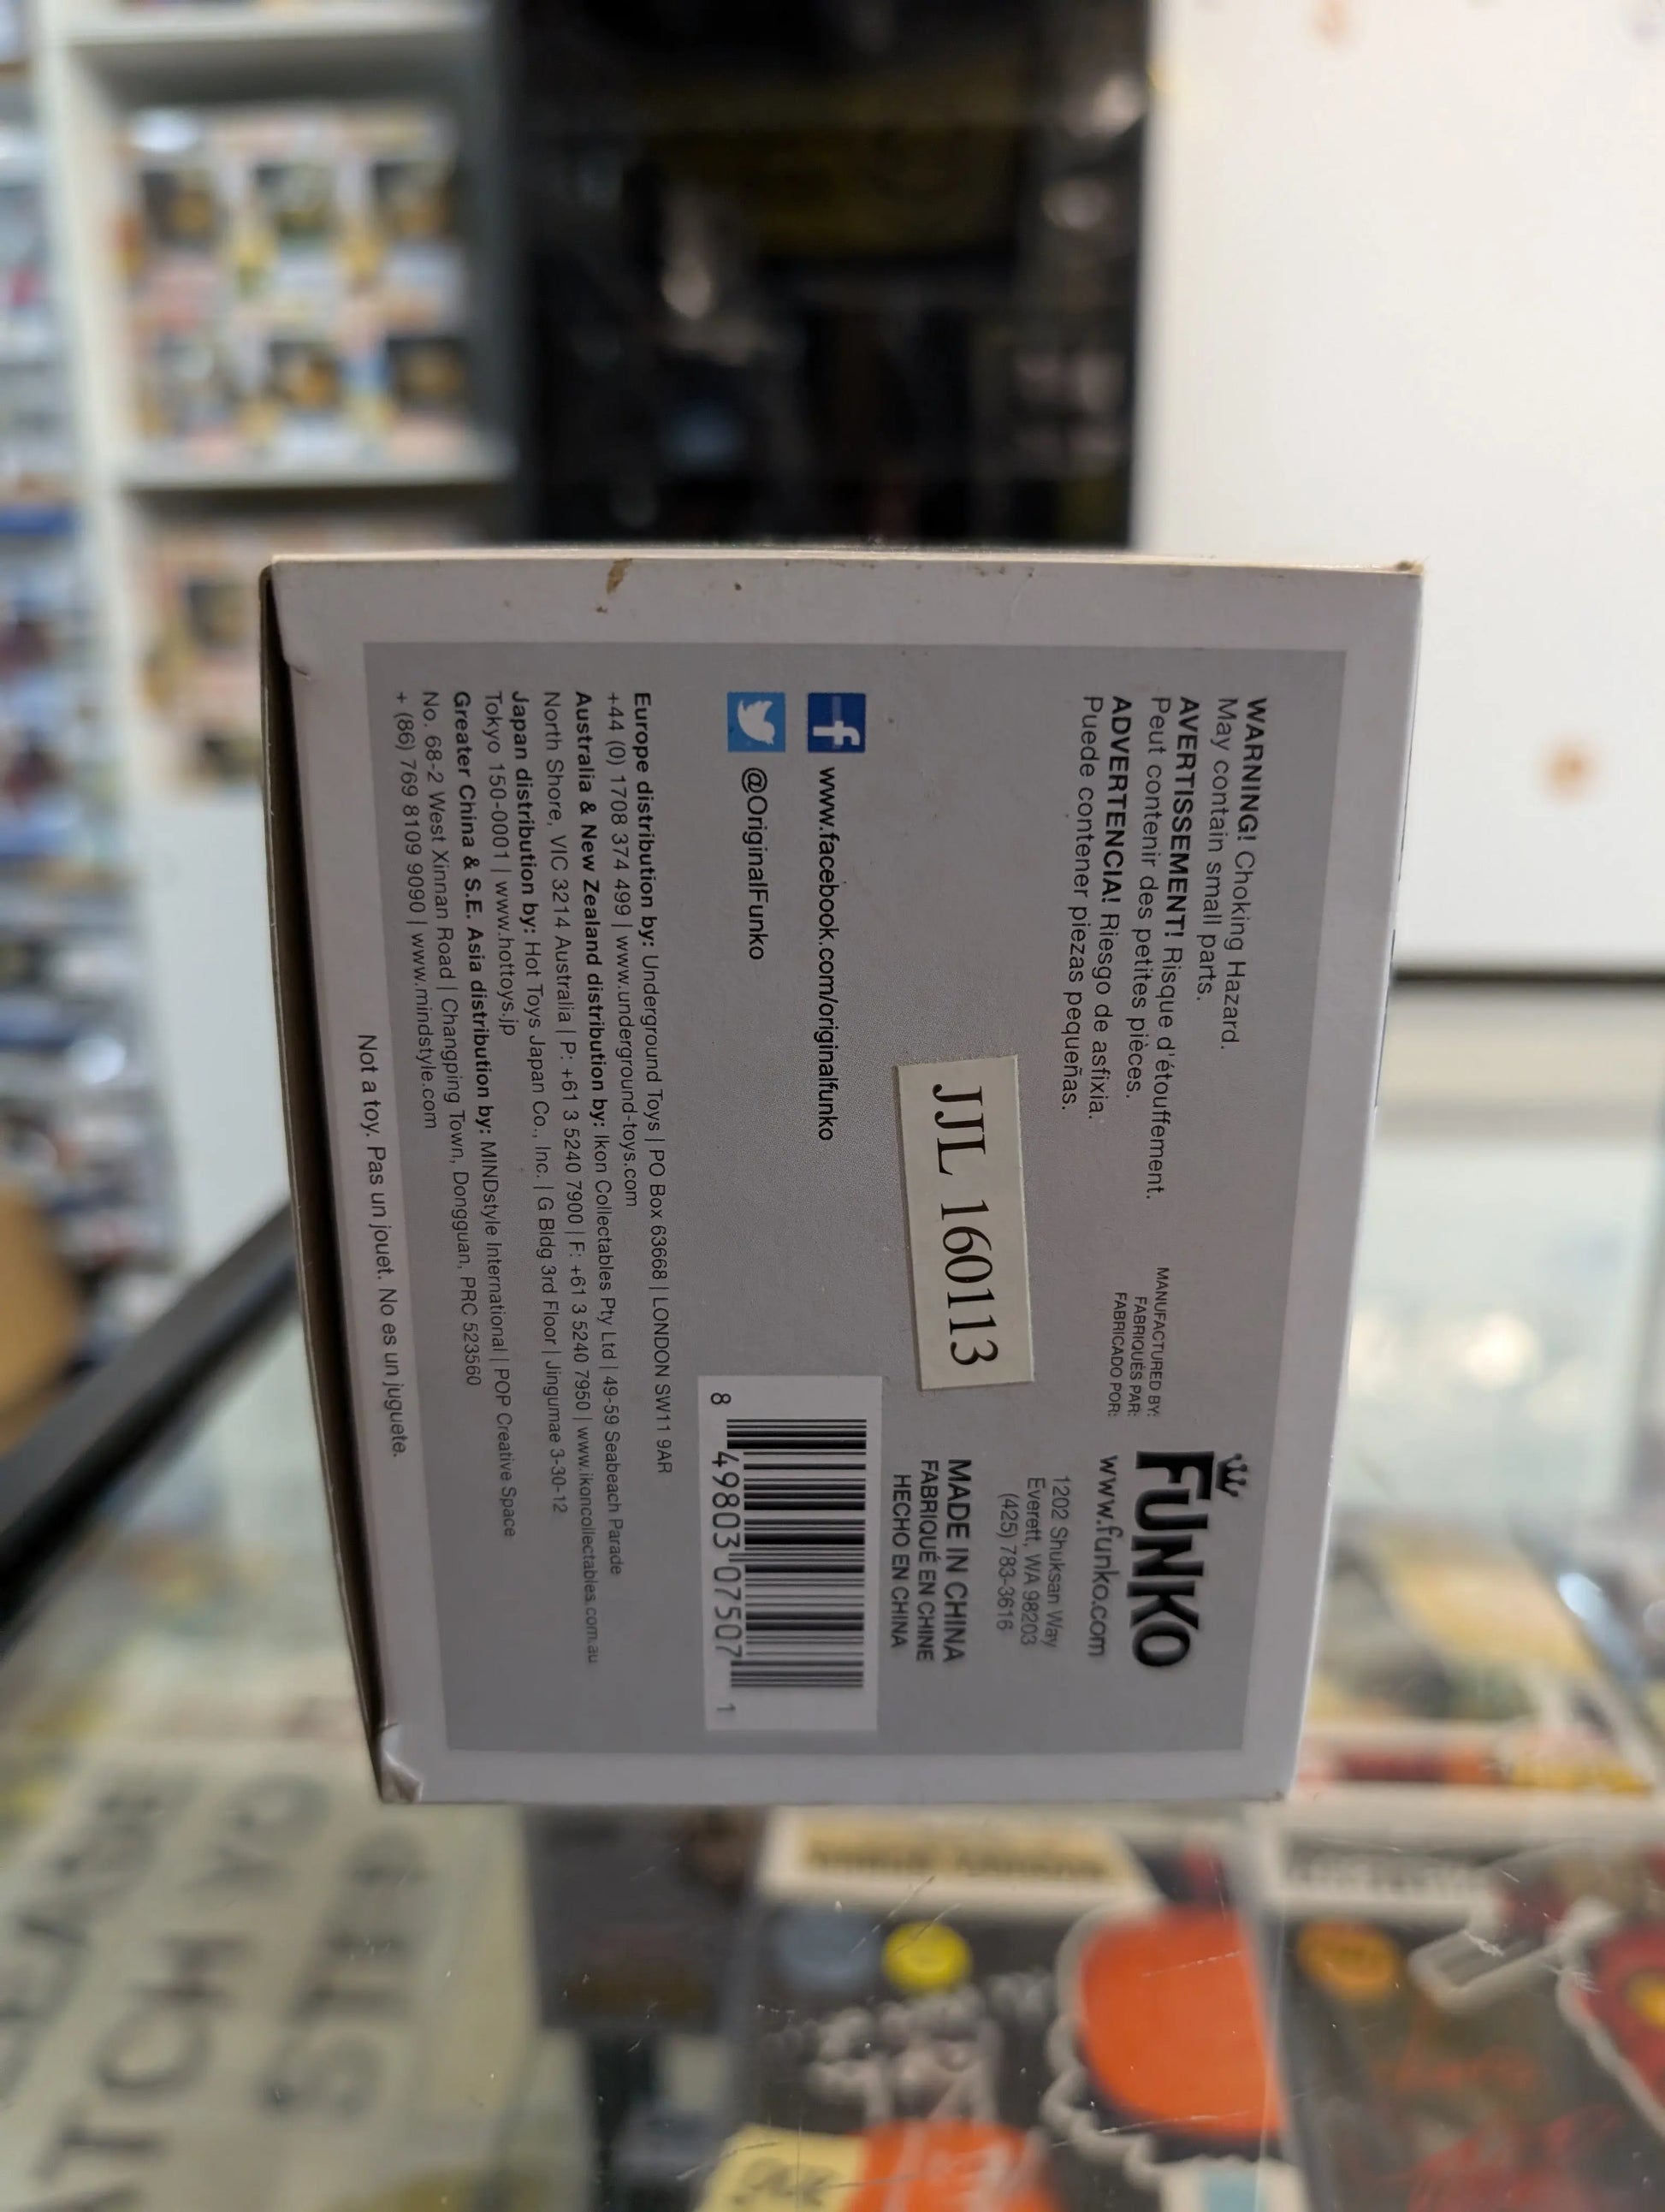 WARNING! Choking Hazard.
May contain small parts.
AVERTISSEMENT! Risque d'étouffement.
Peut contenir des petites pièces.
ADVERTENCIA! Riesgo de asfixia.
Puede contener piezas pequeñas.
MANUFACTURED BY:
FABRIQUÉS PAR:
FABRICADO POR:
FUNKO
www.funko.com
1202 Shuksan Way
Everett, WA 98203
(425) 783-3616
JJL 160113
MADE IN CHINA
FABRIQUÉ EN CHINE
HECHO EN CHINA
f www.facebook.com/originalfunko
@OriginalFunko
8 49803 07507 1
Europe distribution by: Underground Toys | PO Box 63668 | LONDON SW11 9AR
+44 (0) 1708 374 499 | www.underground-toys.com
Australia & New Zealand distribution by: Ikon Collectables Pty Ltd | 49-59 Seabeach Parade
North Shore, VIC 3214 Australia | P: +61 3 5240 7900 | F: +61 3 5240 7950 | www.ikoncollectables.com.au
Japan distribution by: Hot Toys Japan Co., Inc. | G Bldg 3rd Floor | Jingumae 3-30-12
Tokyo 150-0001 | www.hottoys.jp
Greater China & S.E. Asia distribution by: MINDstyle International | POP Creative Space
No. 68-2 West Xinnan Road | Changping Town, Dongguan, PRC 523560
+ (86) 769 8109 9090 | www.mindstyle.com
Not a toy. Pas un jouet. No es un juguete.